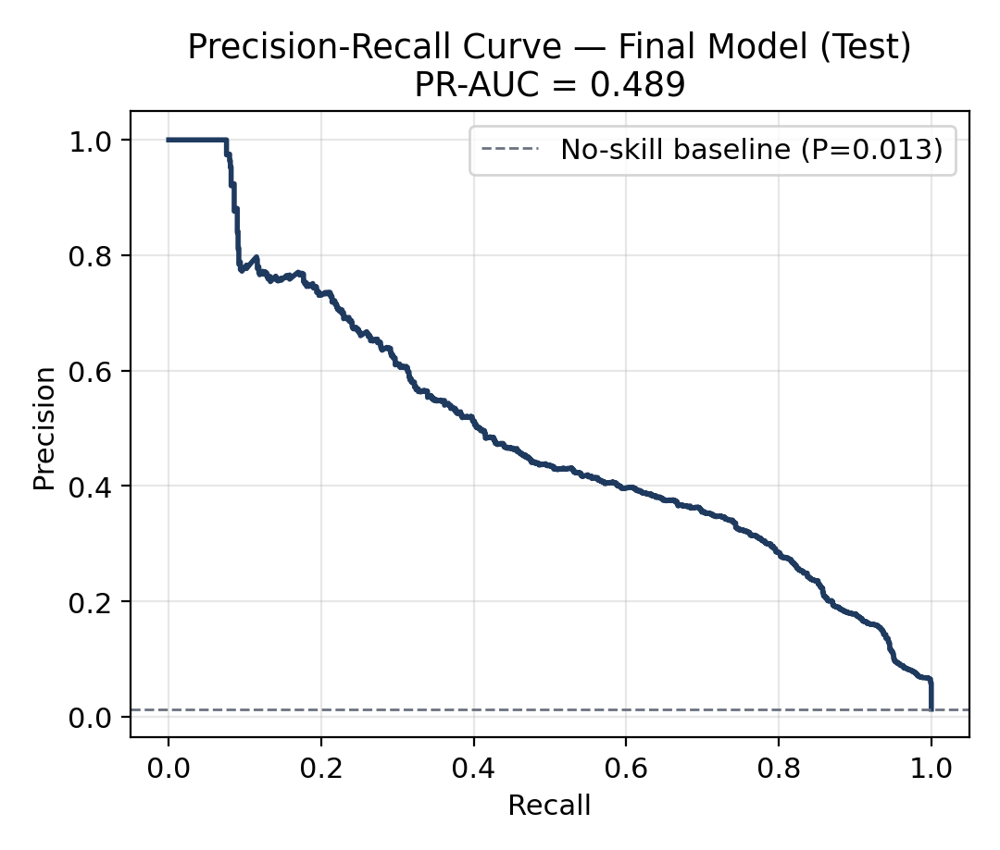 Precision-Recall Curve — Final Model (Test)
PR-AUC = 0.489
No-skill baseline (P=0.013)
1.0
0.8
0.6
0.4
0.2
0.0
Precision
0.0 0.2 0.4 0.6 0.8 1.0
Recall